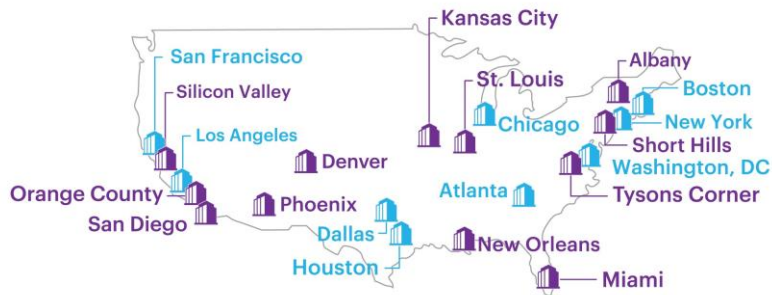 Kansas City
San Francisco
Albany
St. Louis
Silicon Valley
Boston
Chicago
New York
Los Angeles
Short Hills
Denver
Washington, DC
Orange County
Atlanta
Tysons Corner
Phoenix
San Diego
Dallas
New Orleans
Houston
Miami